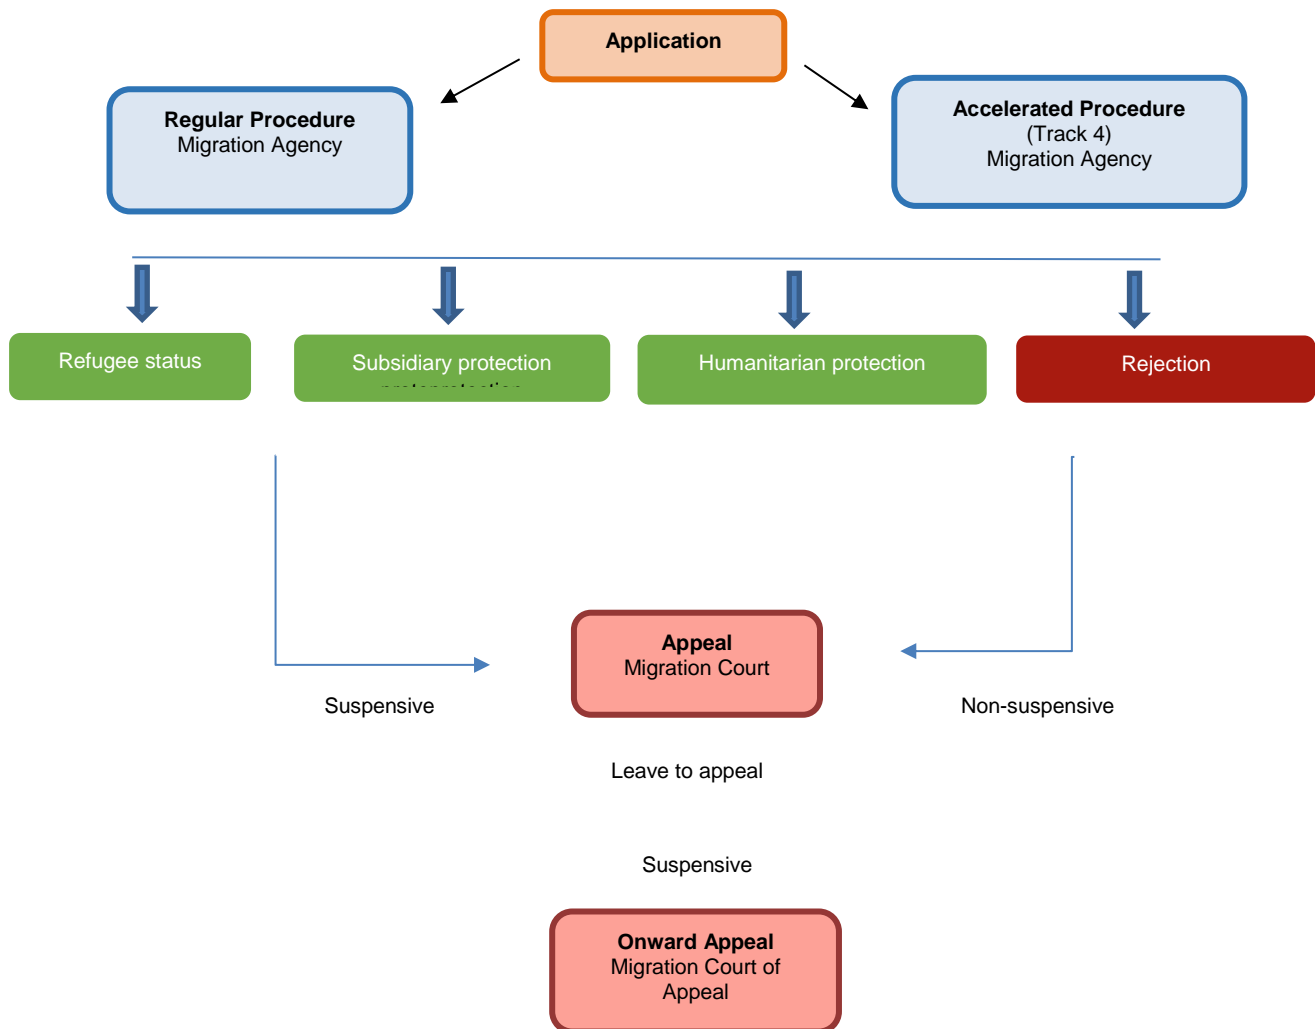 Application
Regular Procedure
Migration Agency
Accelerated Procedure
(Track 4)
Migration Agency
Refugee status
Subsidiary protection
Humanitarian protection
Rejection
Appeal
Migration Court
Suspensive
Non-suspensive
Leave to appeal
Suspensive
Onward Appeal
Migration Court of
Appeal